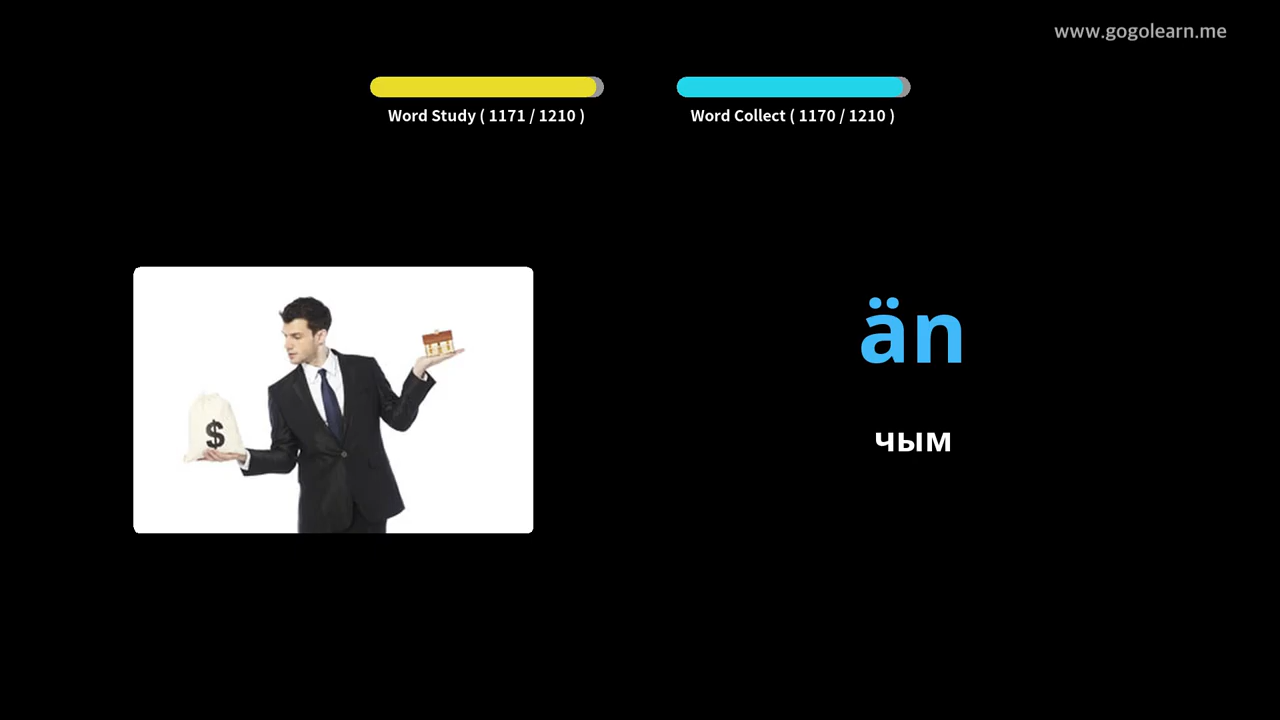 www.gogolearn.me
Word Study ( 1171 / 1210 )
Word Collect ( 1170 / 1210 )
$
än
чым